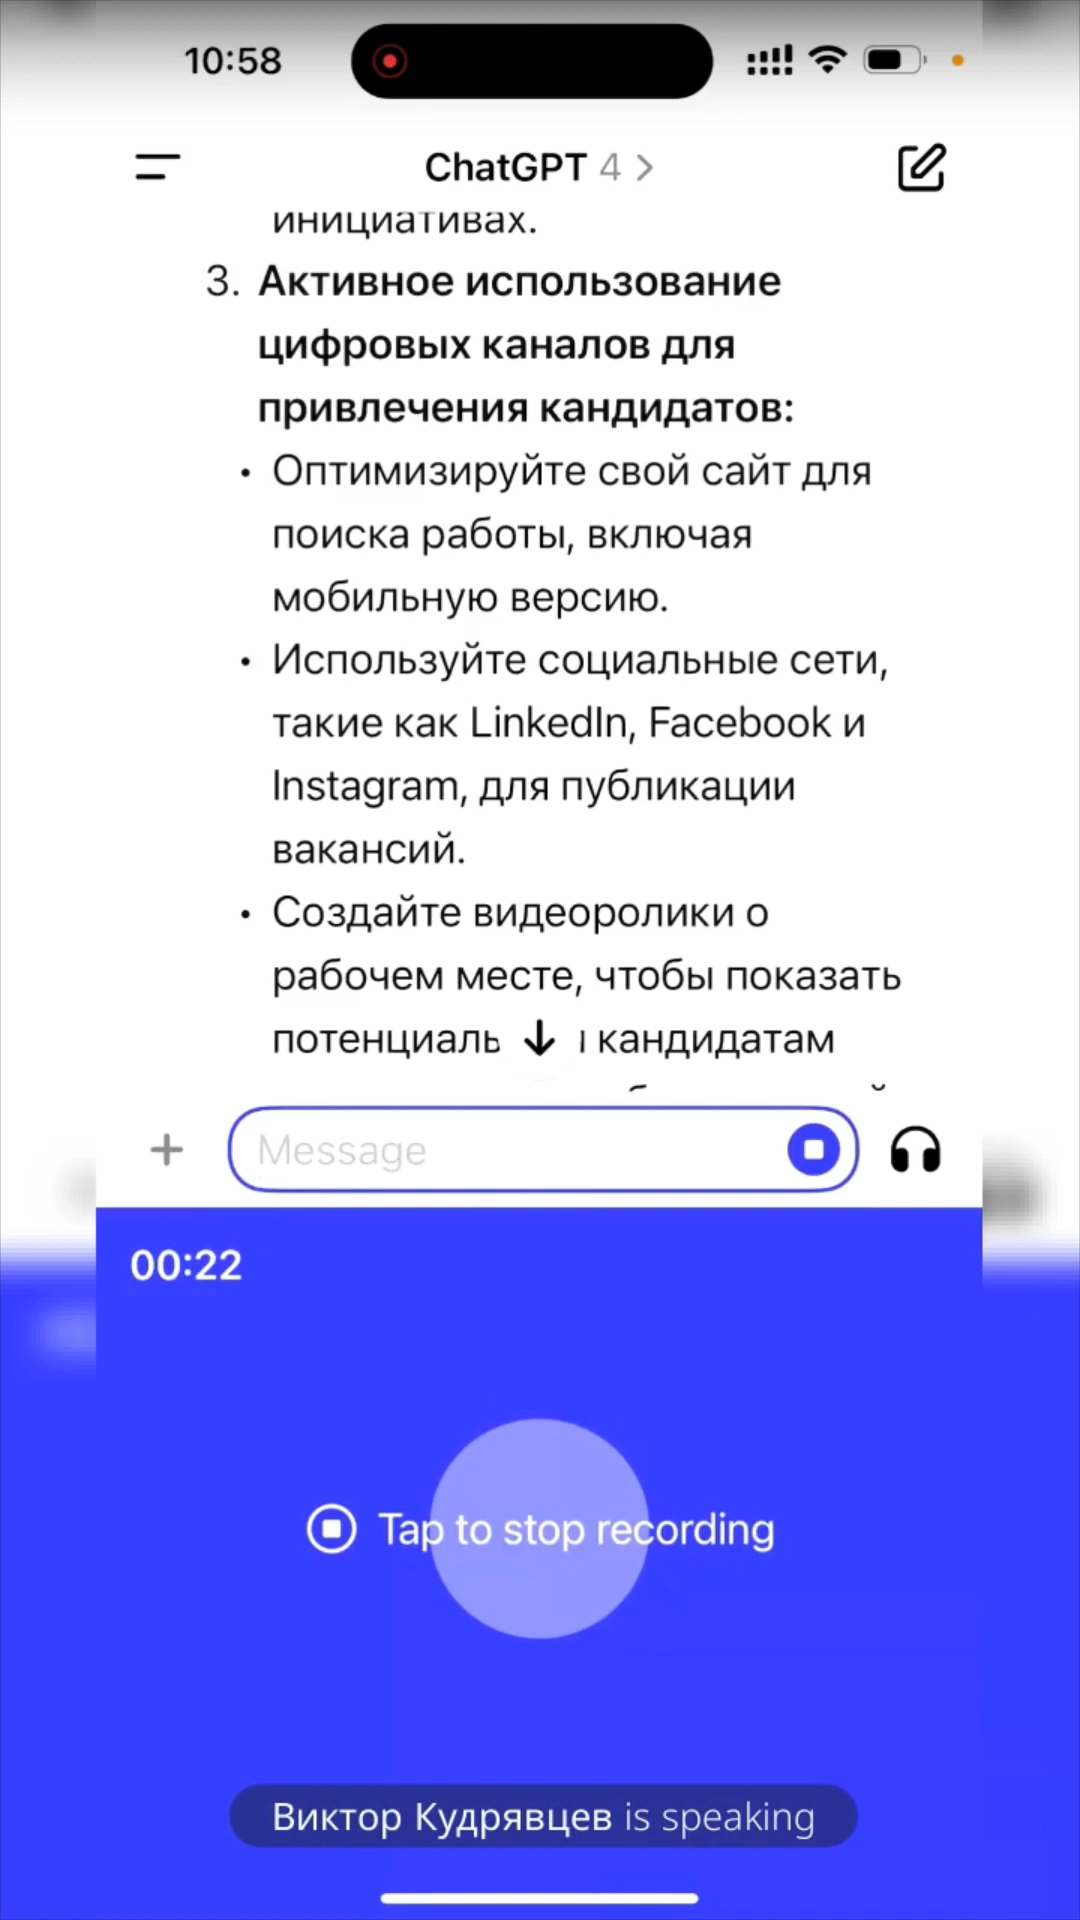 10:58
ChatGPT 4 >
инициативах.
3. Активное использование
цифровых каналов для
привлечения кандидатов:
• Оптимизируйте свой сайт для
поиска работы, включая
мобильную версию.
• Используйте социальные сети,
такие как LinkedIn, Facebook и
Instagram, для публикации
вакансий.
• Создайте видеоролики о
рабочем месте, чтобы показать
кандидатам
Message
00:22
Tap to stop recording
Виктор Кудрявцев is speaking